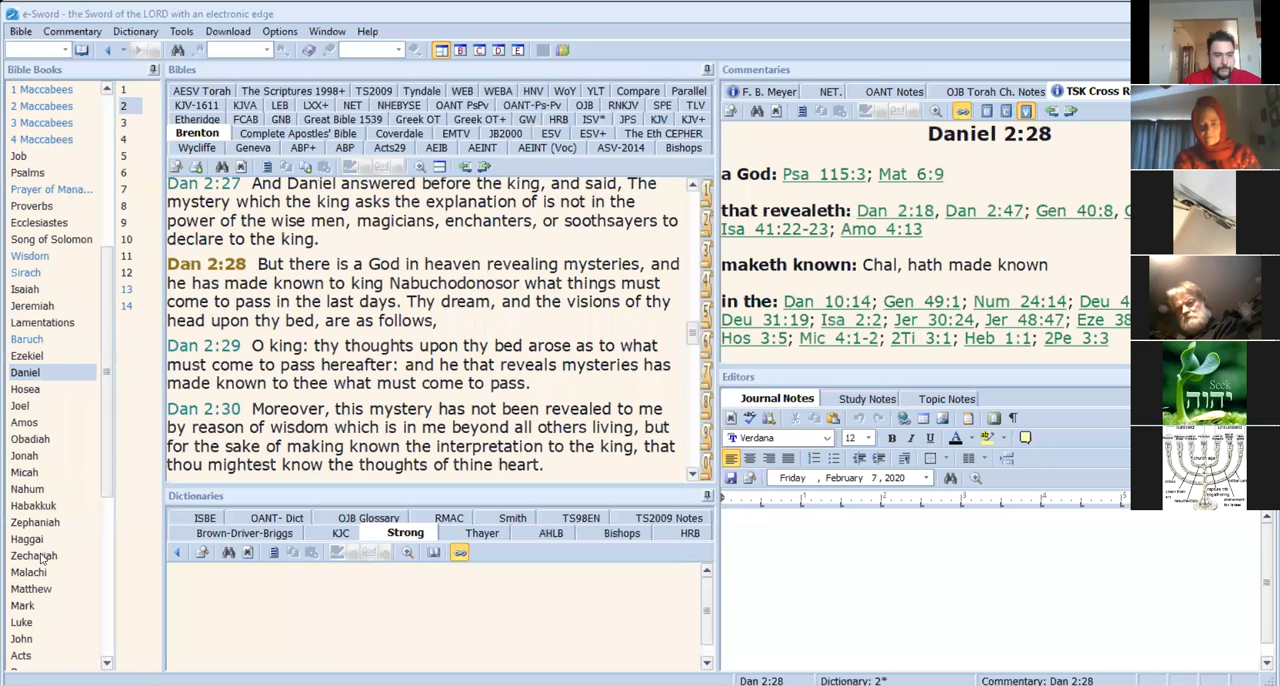 e-Sword - the Sword of the LORD with an electronic edge
Bible Commentary Dictionary Tools Download Options Window Help
B C D E
Bible Books
1 Maccabees
2 Maccabees
3 Maccabees
4 Maccabees
Job
Psalms
Prayer of Mana...
Proverbs
Ecclesiastes
Song of Solomon
Wisdom
Sirach
Isaiah
Jeremiah
Lamentations
Baruch
Ezekiel
Daniel
Hosea
Joel
Amos
Obadiah
Jonah
Micah
Nahum
Habakkuk
Zephaniah
Haggai
Zechariah
Malachi
Matthew
Mark
Luke
John
Acts
1
2
3
4
5
6
7
8
9
10
11
12
13
14
Bibles
AESV Torah The Scriptures 1998+ TS2009 Tyndale WEB WEBA HNV WoY YLT Compare Parallel
KJV-1611 KJVA LEB LXX+ NET NHEBYSE OANT PsPv OANT-Ps-Pv OJB RNKJV SPE TLV
Etheridge FCAB GNB Great Bible 1539 Greek OT Greek OT+ GW HRB ISV* JPS KJV KJV+
Brenton Complete Apostles' Bible Coverdale EMTV JB2000 ESV ESV+ The Eth CEPHER
Wycliffe Geneva ABP+ ABP Acts29 AEIB AEINT AEINT (Voc) ASV-2014 Bishops
Dan 2:27 And Daniel answered before the king, and said, The
mystery which the king asks the explanation of is not in the
power of the wise men, magicians, enchanters, or soothsayers to
declare to the king.
Dan 2:28 But there is a God in heaven revealing mysteries, and
he has made known to king Nabuchodonosor what things must
come to pass in the last days. Thy dream, and the visions of thy
head upon thy bed, are as follows,
Dan 2:29 O king: thy thoughts upon thy bed arose as to what
must come to pass hereafter: and he that reveals mysteries has
made known to thee what must come to pass.
Dan 2:30 Moreover, this mystery has not been revealed to me
by reason of wisdom which is in me beyond all others living, but
for the sake of making known the interpretation to the king, that
thou mightest know the thoughts of thine heart.
Dictionaries
ISBE OANT- Dict OJB Glossary RMAC Smith TS98EN TS2009 Notes
Brown-Driver-Briggs KJC Strong Thayer AHLB Bishops HRB
Commentaries
F. B. Meyer NET. OANT Notes OJB Torah Ch. Notes TSK Cross R
Daniel 2:28
a God: Psa 115:3; Mat 6:9
that revealeth: Dan 2:18, Dan 2:47; Gen 40:8,
Isa 41:22-23; Amo 4:13
maketh known: Chal, hath made known
in the: Dan 10:14; Gen 49:1; Num 24:14; Deu 4
Deu 31:19; Isa 2:2; Jer 30:24, Jer 48:47; Eze 38
Hos 3:5; Mic 4:1-2; 2Ti 3:1; Heb 1:1; 2Pe 3:3
Editors
Journal Notes Study Notes Topic Notes
Verdana 12 B I U A
Friday , February 7, 2020
1 2 3 4 5
Dan 2:28 Dictionary: 2* Commentary: Dan 2:28
Seek
יהוה